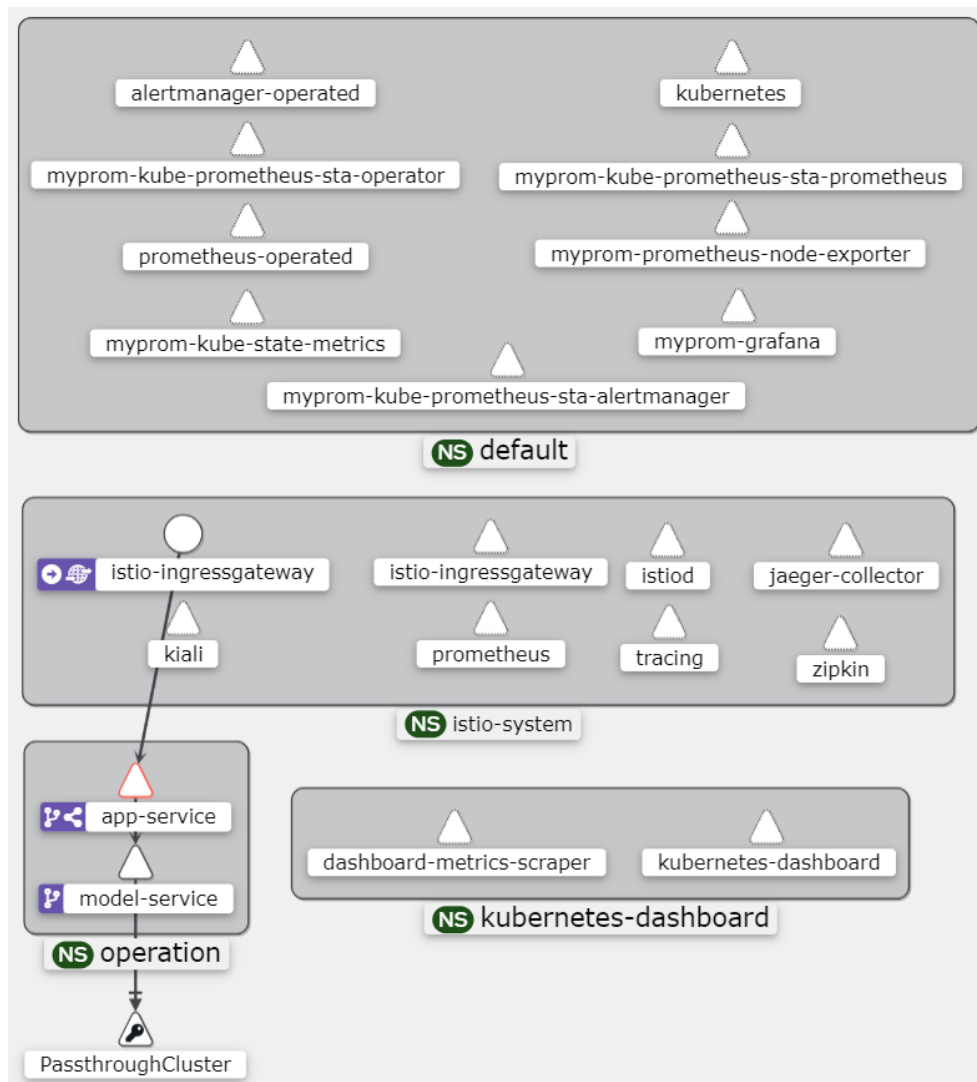 alertmanager-operated
kubernetes
myprom-kube-prometheus-sta-operator
myprom-kube-prometheus-sta-prometheus
prometheus-operated
myprom-prometheus-node-exporter
myprom-kube-state-metrics
myprom-grafana
myprom-kube-prometheus-sta-alertmanager
NS default
istio-ingressgateway
istio-ingressgateway
istiod
jaeger-collector
kiali
prometheus
tracing
zipkin
NS istio-system
app-service
model-service
NS operation
dashboard-metrics-scraper
kubernetes-dashboard
NS kubernetes-dashboard
PassthroughCluster